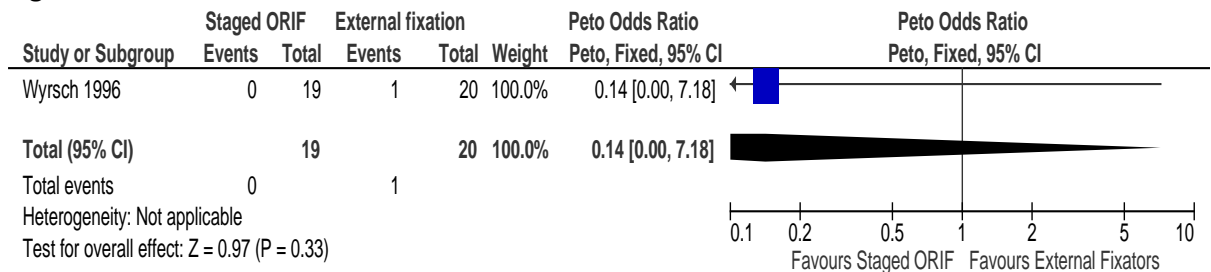 Staged ORIF External fixation Peto Odds Ratio Peto Odds Ratio
Study or Subgroup Events Total Events Total Weight Peto, Fixed, 95% CI Peto, Fixed, 95% CI
Wyrsch 1996 0 19 1 20 100.0% 0.14 [0.00, 7.18]
Total (95% CI) 19 20 100.0% 0.14 [0.00, 7.18]
Total events 0 1
Heterogeneity: Not applicable
Test for overall effect: Z = 0.97 (P = 0.33)
0.1 0.2 0.5 1 2 5 10
Favours Staged ORIF Favours External Fixators